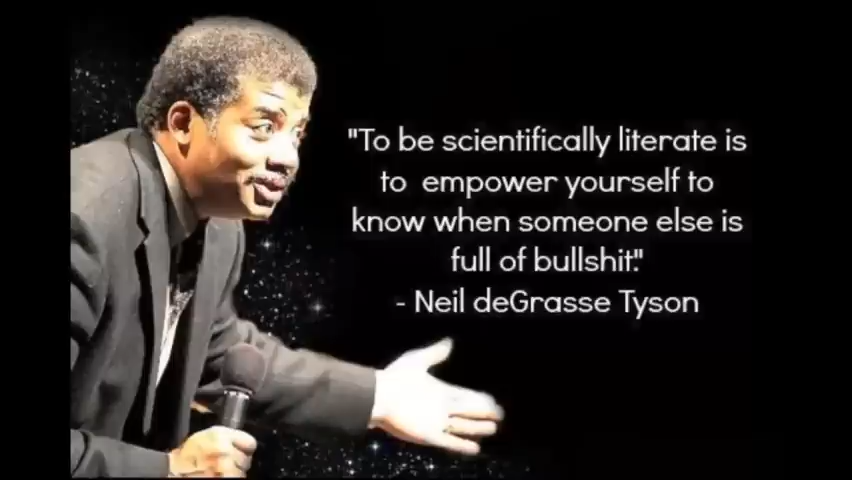 "To be scientifically literate is
to empower yourself to
know when someone else is
full of bullshit."
- Neil deGrasse Tyson